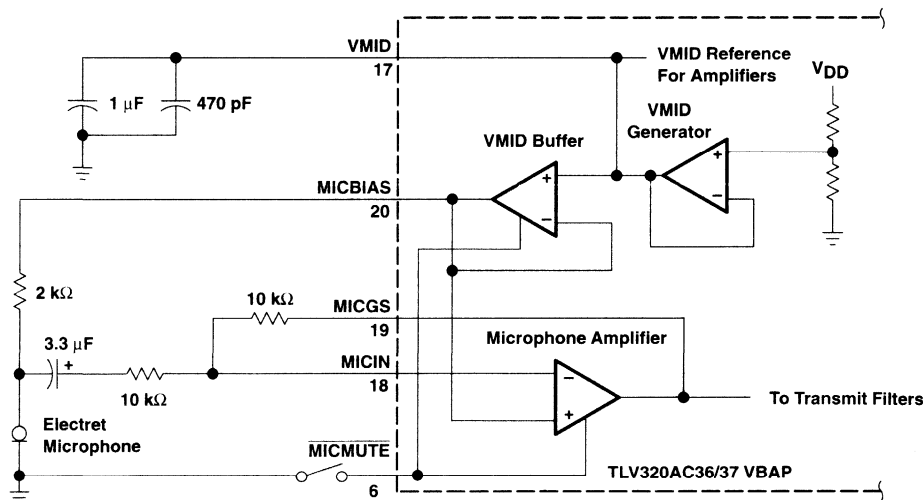 VMID
17
VMID Reference
For Amplifiers
VDD
1 μF
470 pF
VMID
Generator
VMID Buffer
+
−
+
−
MICBIAS
20
2 kΩ
10 kΩ
MICGS
19
Microphone Amplifier
3.3 μF
+
MICIN
18
10 kΩ
−
+
To Transmit Filters
Electret
Microphone
MICMUTE
6
TLV320AC36/37 VBAP